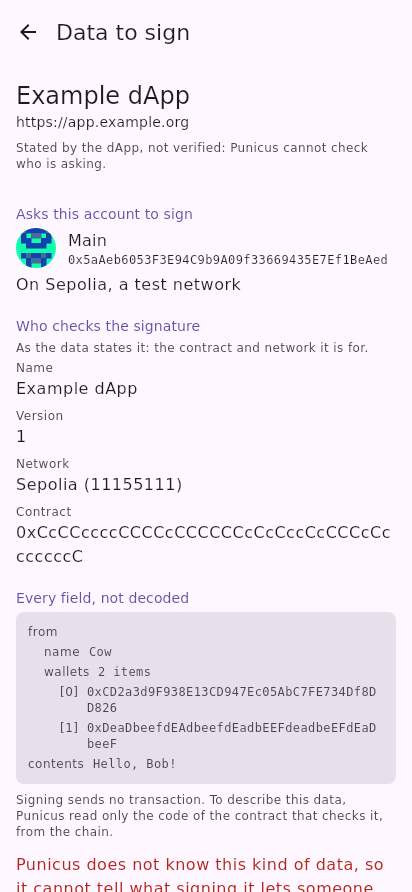 Data to sign
Example dApp
https://app.example.org
Stated by the dApp, not verified: Punicus cannot check
who is asking.
Asks this account to sign
Main
0x5aAeb6053F3E94C9b9A09f33669435E7Ef1BeAed
On Sepolia, a test network
Who checks the signature
As the data states it: the contract and network it is for.
Name
Example dApp
Version
1
Network
Sepolia (11155111)
Contract
0xCcCCccccCCCCcCCCCCCcCcCccCcCCCcCc
ccccccC
Every field, not decoded
from
name Cow
wallets 2 items
[0] 0xCD2a3d9F938E13CD947Ec05AbC7FE734Df8D
D826
[1] 0xDeaDbeefdEAdbeefdEadbEEFdeadbeEFdEaD
beeF
contents Hello, Bob!
Signing sends no transaction. To describe this data,
Punicus read only the code of the contract that checks it,
from the chain.
Punicus does not know this kind of data, so
it cannot tell what signing it lets someone